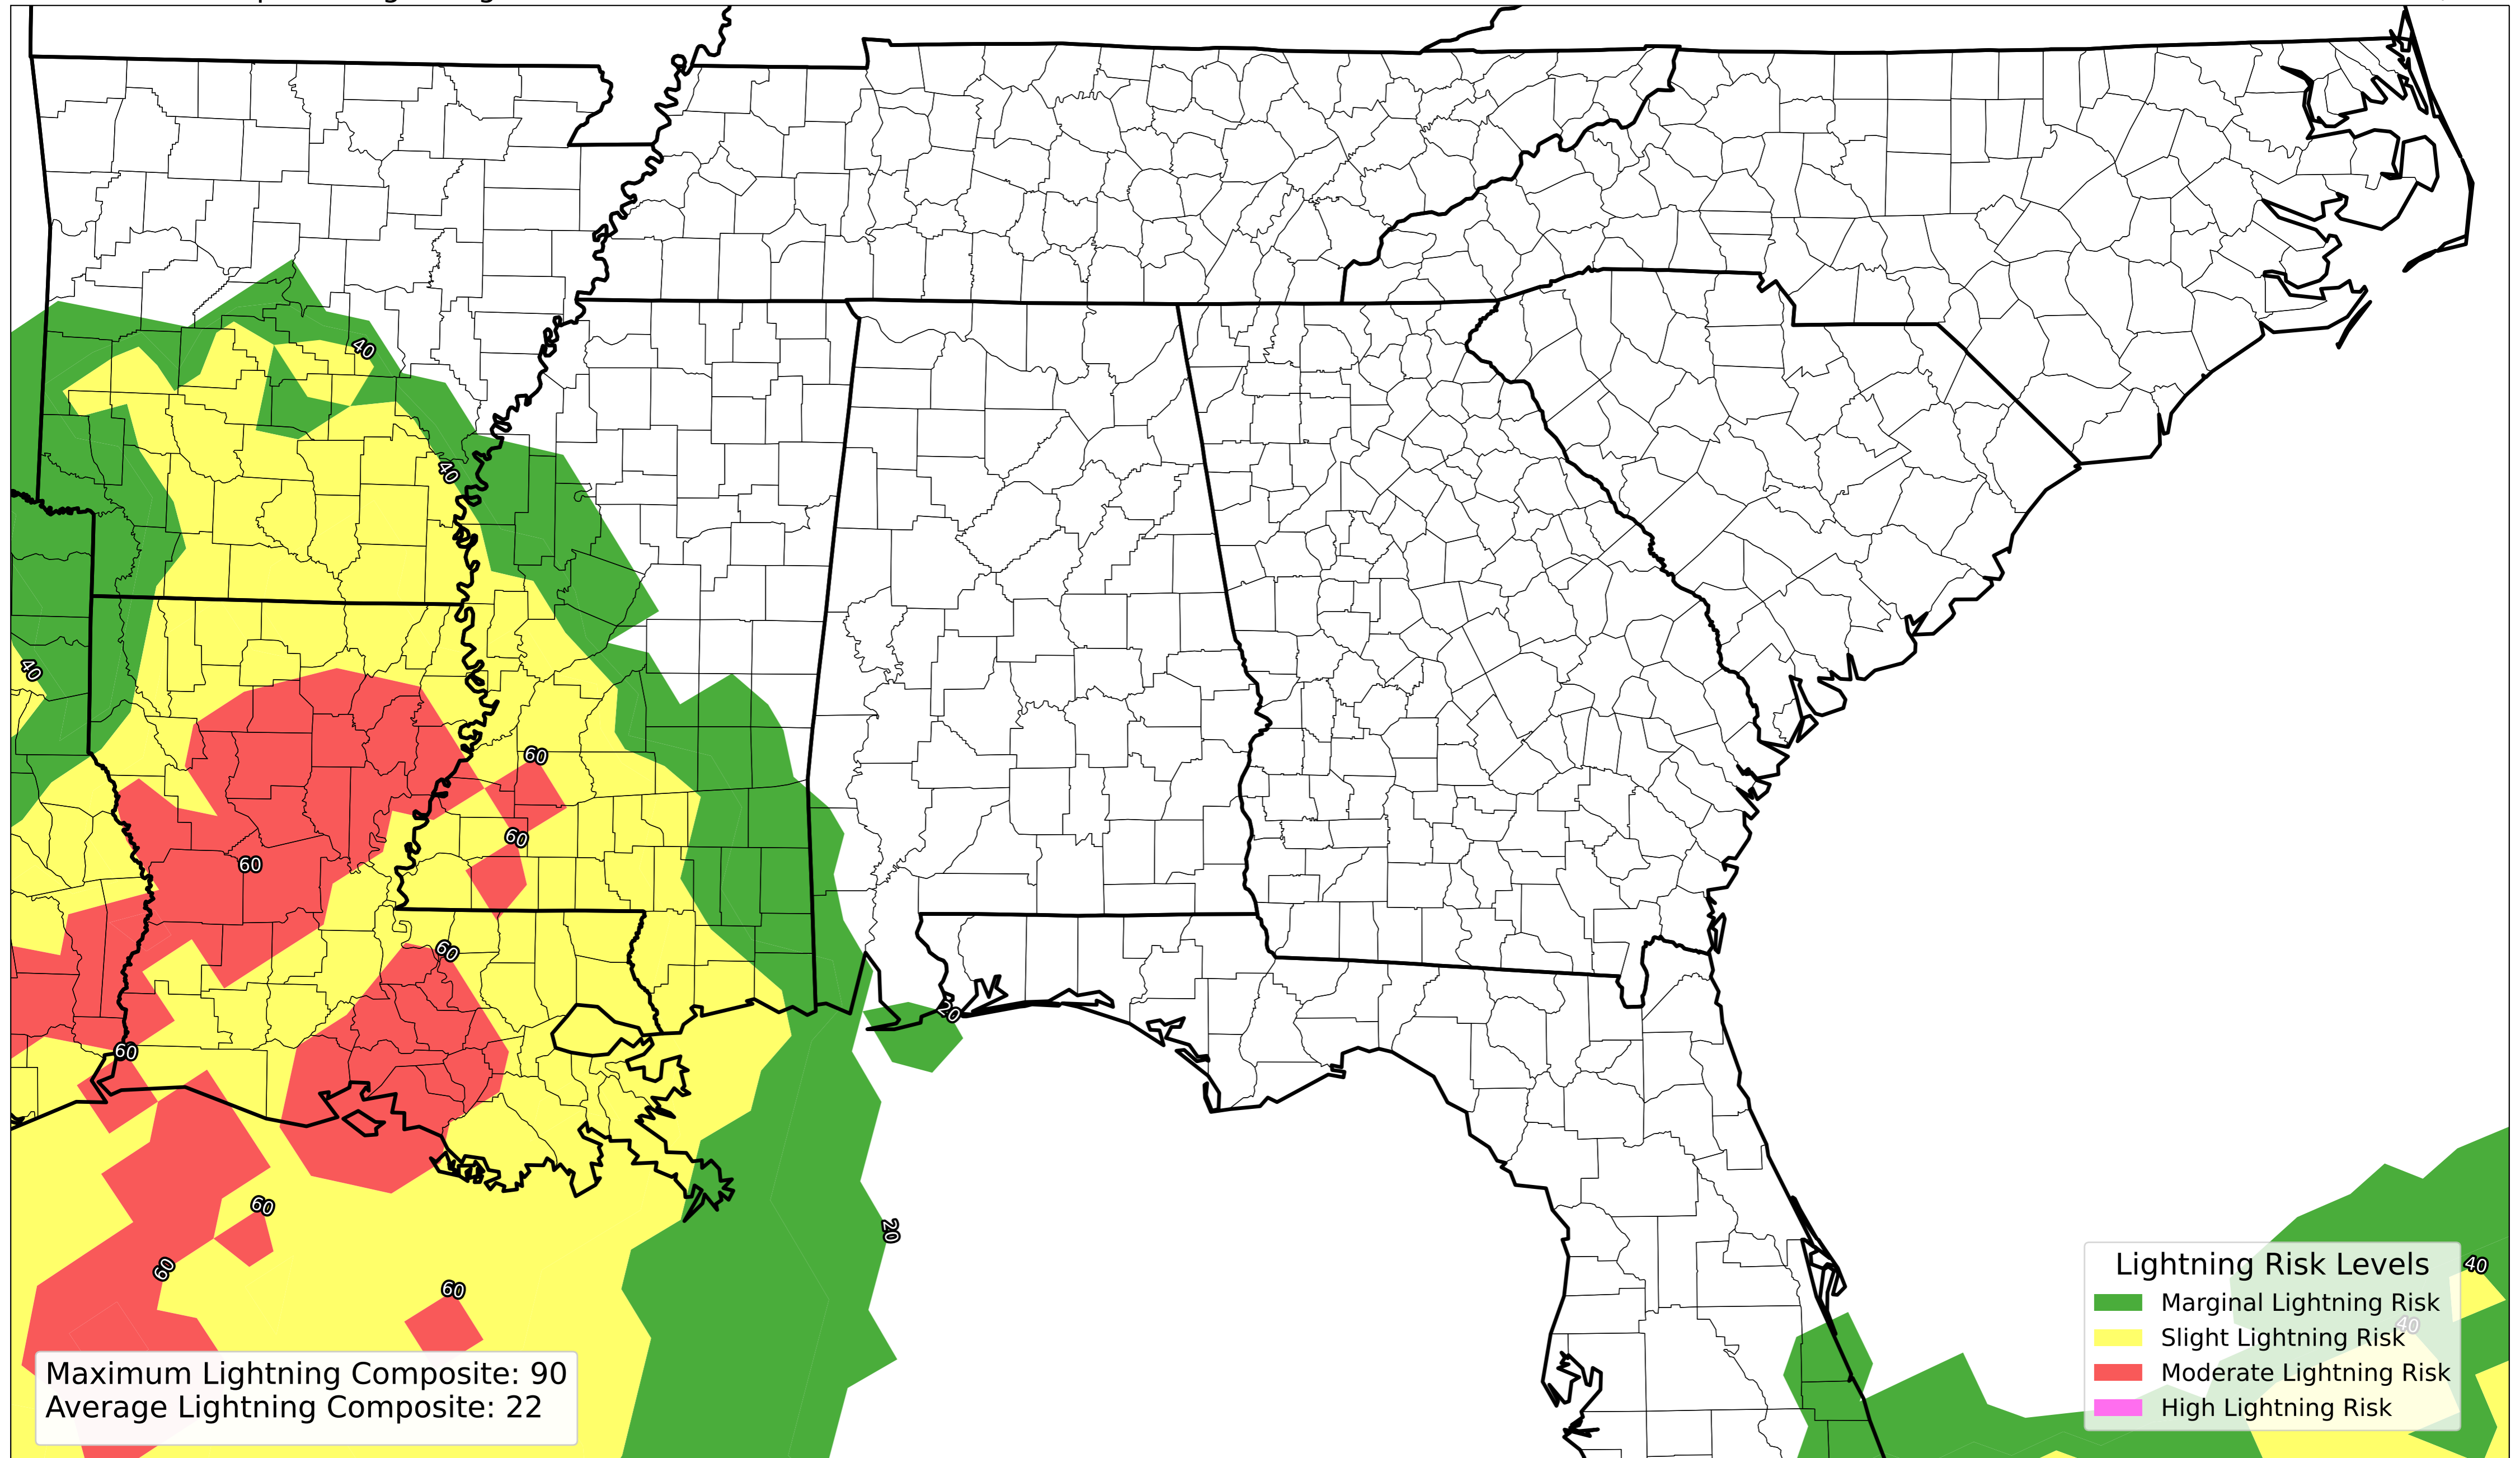 40
40
40
60
60
60
60
20
60
20
60
60
60
40
40
Lightning Risk Levels
Marginal Lightning Risk
Slight Lightning Risk
Moderate Lightning Risk
High Lightning Risk
Maximum Lightning Composite: 90
Average Lightning Composite: 22